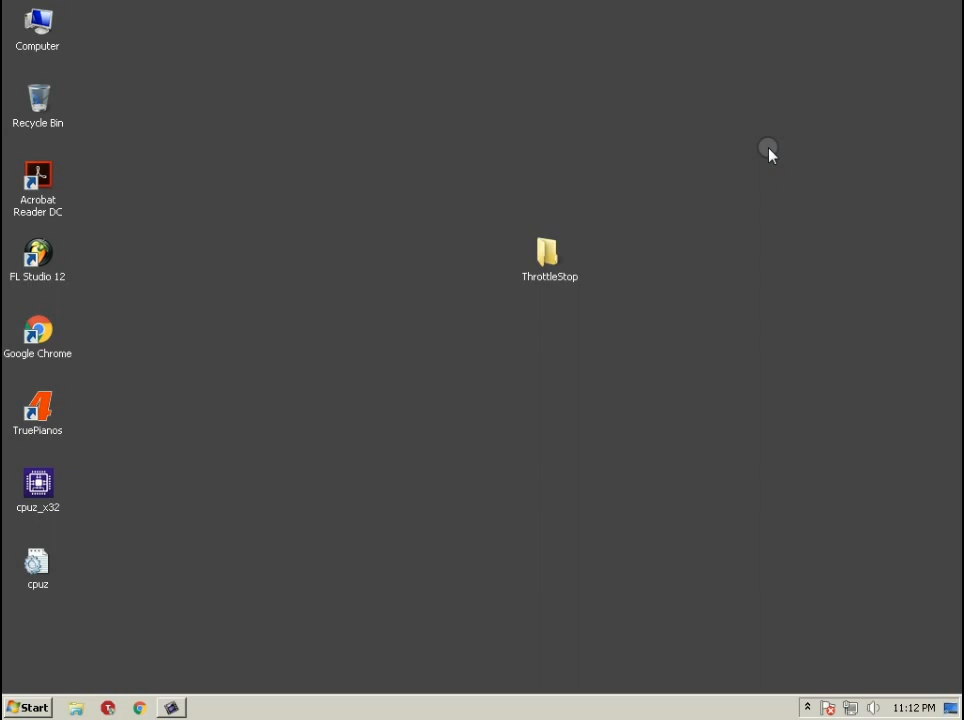 Computer
Recycle Bin
Acrobat
Reader DC
FL Studio 12
Google Chrome
TruePianos
cpuz_x32
cpuz
ThrottleStop
Start
11:12 PM